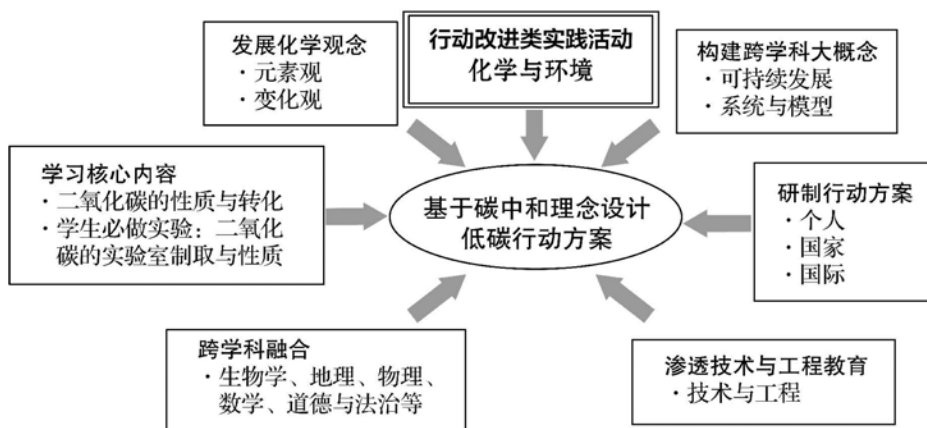 发展化学观念
· 元素观
· 变化观
行动改进类实践活动
化学与环境
构建跨学科大概念
· 可持续发展
· 系统与模型
学习核心内容
· 二氧化碳的性质与转化
· 学生必做实验：二氧化
碳的实验室制取与性质
基于碳中和理念设计
低碳行动方案
研制行动方案
· 个人
· 国家
· 国际
跨学科融合
· 生物学、地理、物理、
数学、道德与法治等
渗透技术与工程教育
· 技术与工程